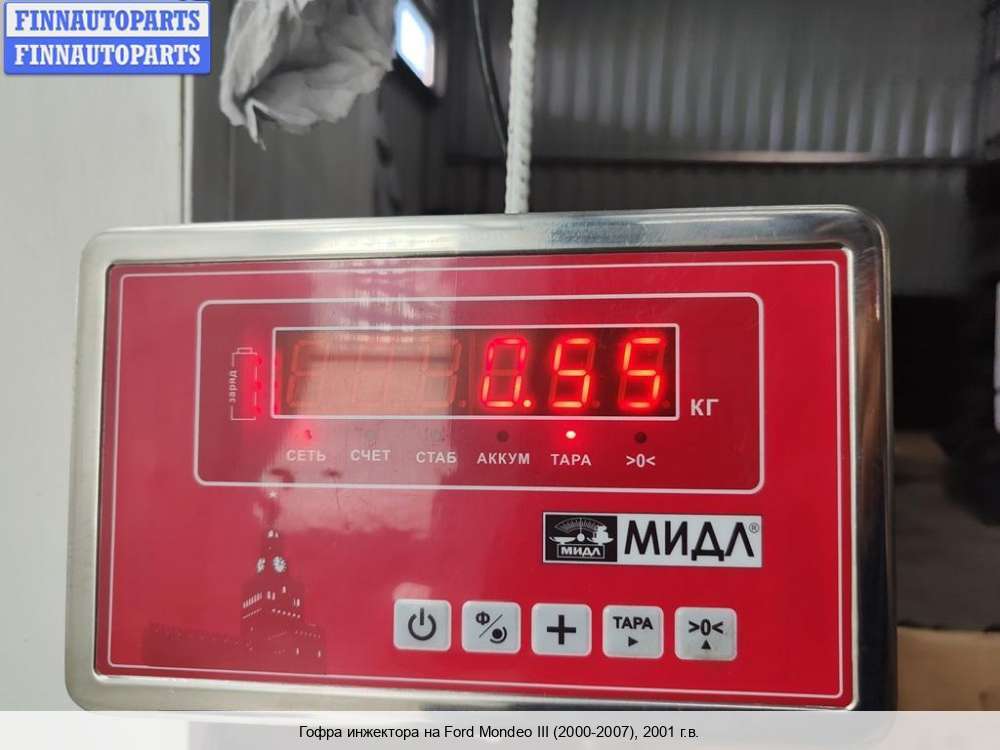 FINNAUTOPARTS
FINNAUTOPARTS
заряд
0.55
кг
СЕТЬ СЧЕТ СТАБ АККУМ ТАРА >0<
МИДЛ МИДЛ®
Ф ТАРА >0<
Гофра инжектора на Ford Mondeo III (2000-2007), 2001 г.в.